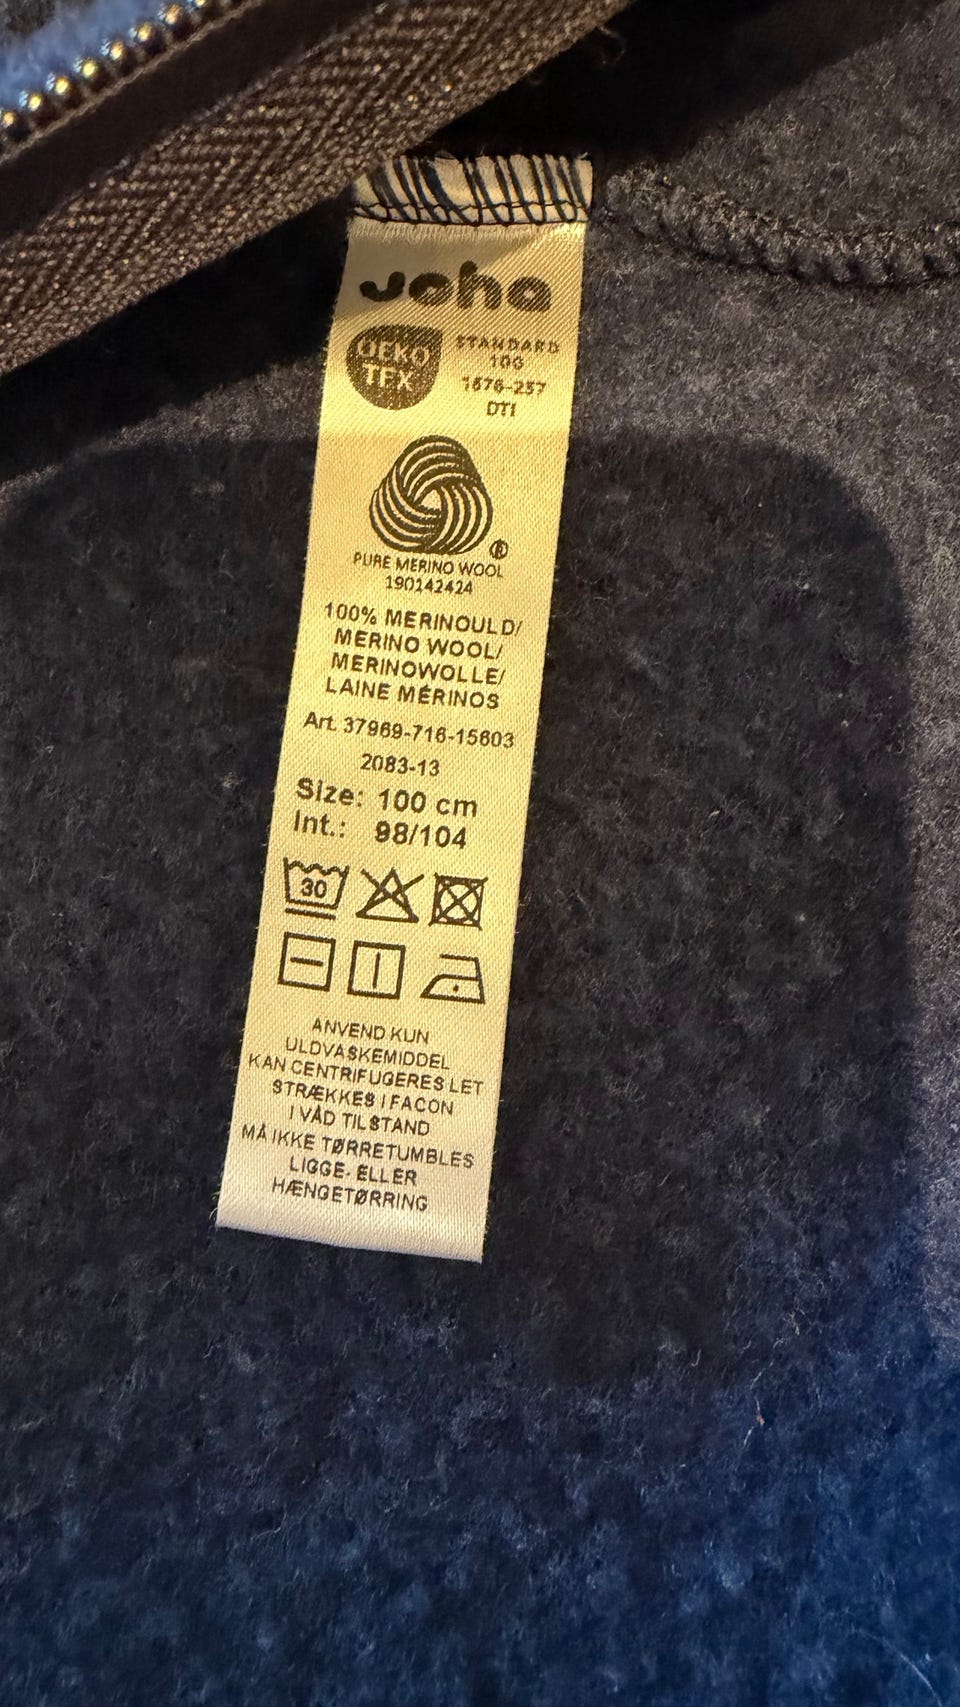 Joha
OEKO
TEX
STANDARD
100
1676-257
DTI
®
PURE MERINO WOOL
190242424
100% MERINOULD/
MERINO WOOL/
MERINOWOLLE/
LAINE MÉRINOS
Art. 37969-716-15603
2083-13
Size: 100 cm
Int.: 98/104
30
ANVEND KUN
ULDVASKEMIDDEL
KAN CENTRIFUGERES LET
STRÆKKES I FACON
I VÅD TILSTAND
MÅ IKKE TØRRETUMBLES
LIGGE- ELLER
HÆNGETØRRING